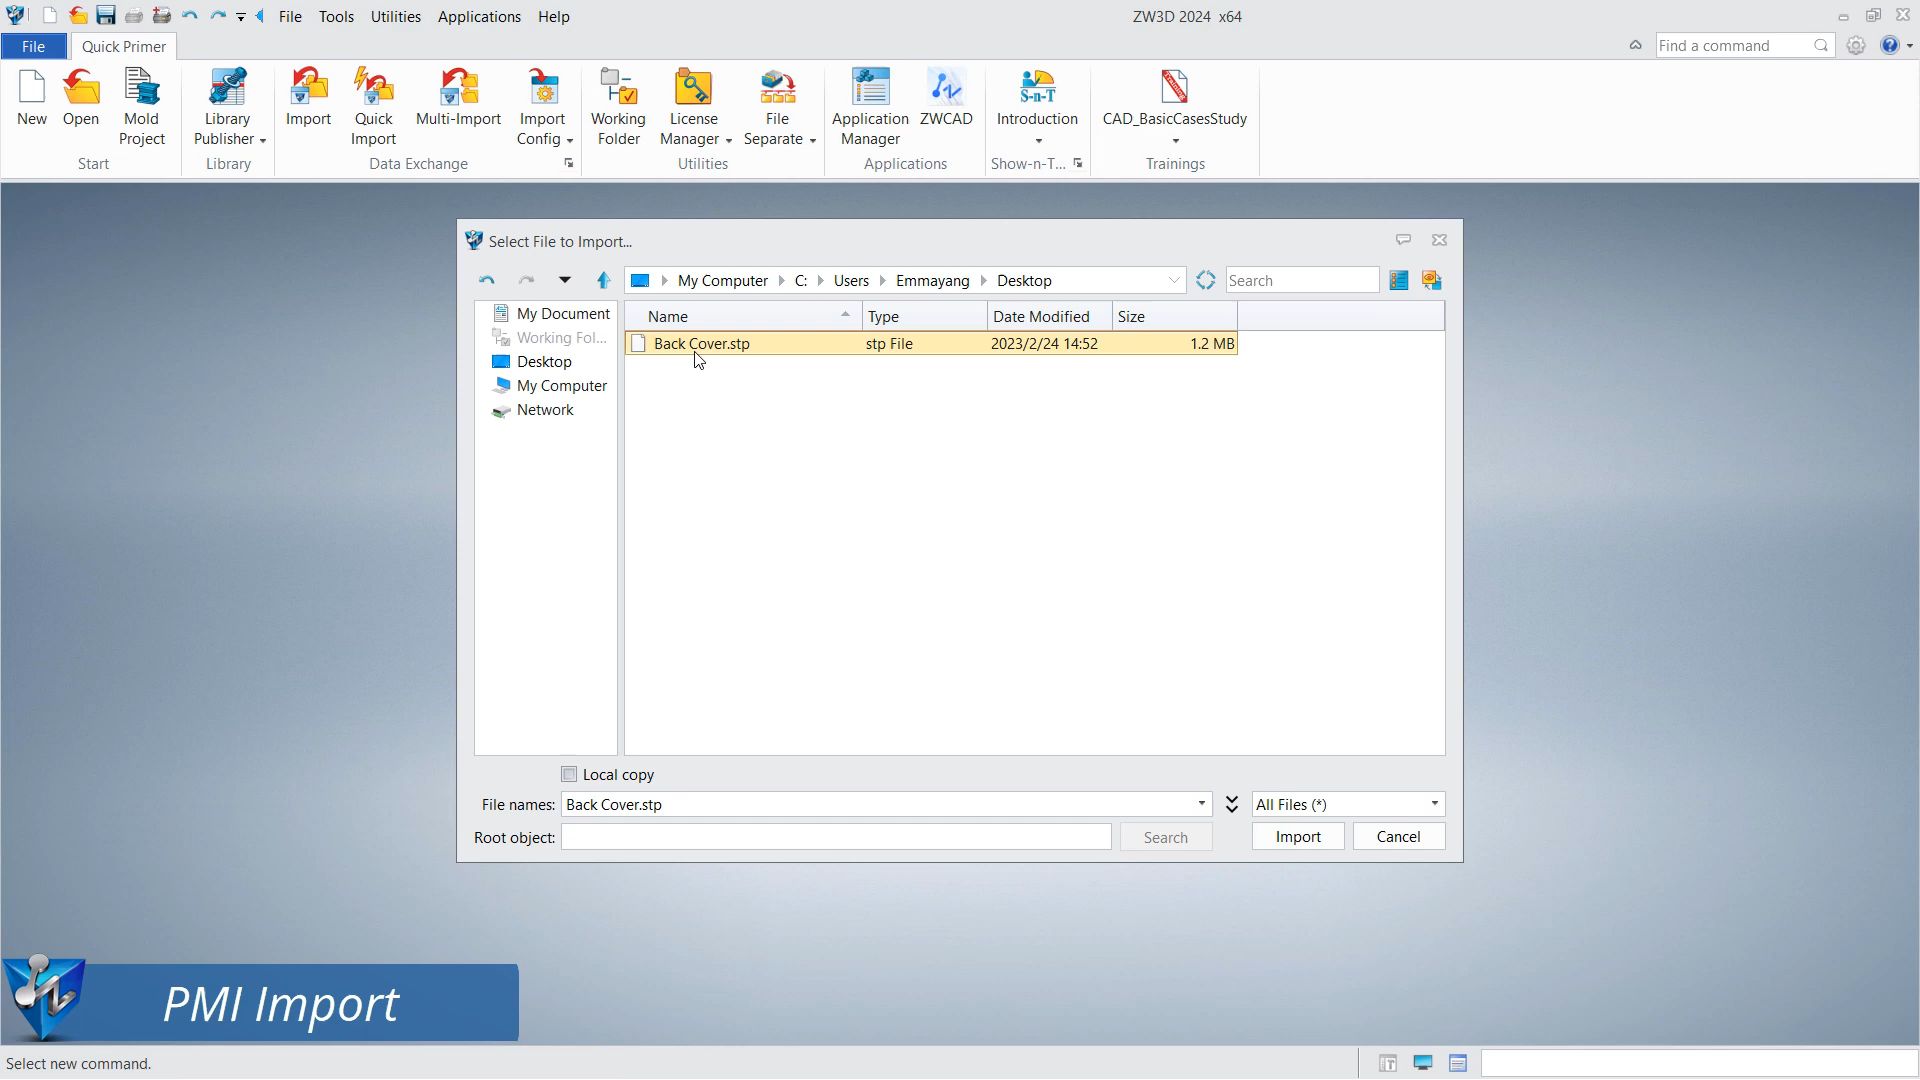 File Tools Utilities Applications Help
ZW3D 2024 x64
File Quick Primer
Find a command
New Open Mold Project
Start
Library Publisher
Library
Import Quick Import Multi-Import Import Config
Data Exchange
Working Folder License Manager File Separate
Utilities
Application Manager ZWCAD
Applications
S-n-T
Introduction
Show-n-T...
Training
CAD_BasicCasesStudy
Trainings
Select File to Import...
My Computer C: Users Emmayang Desktop
Search
My Document
Working Fol...
Desktop
My Computer
Network
Name Type Date Modified Size
Back Cover.stp stp File 2023/2/24 14:52 1.2 MB
Local copy
File names: Back Cover.stp All Files (*)
Root object: Search Import Cancel
PMI Import
Select new command.